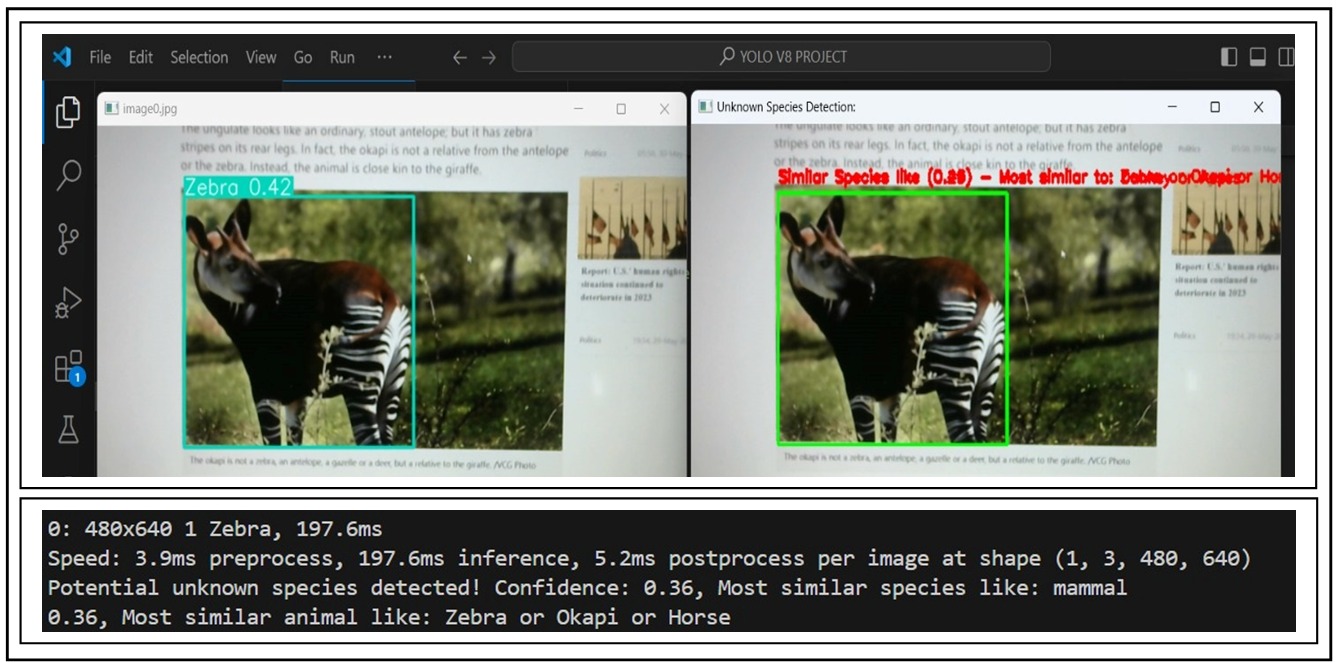 File Edit Selection View Go Run ···
YOLO V8 PROJECT
image0.jpg
The ungulate looks like an ordinary, stout antelope, but it has zebra
stripes on its rear legs. In fact, the okapi is not a relative from the antelope
or the zebra. Instead, the animal is close kin to the giraffe.
Zebra 0.42
Politics
Report: U.S.' human rights
situation continued to
deteriorate in 2023
Politics
The okapi is not a zebra, an antelope, a gazelle or a deer, but a relative to the giraffe. /VCG Photo
Unknown Species Detection:
The ungulate looks like an ordinary, stout antelope, but it has zebra
stripes on its rear legs. In fact, the okapi is not a relative from the antelope
or the zebra. Instead, the animal is close kin to the giraffe.
Similar Species like – Most similar to:
Politics
Report: U.S.' human rights
situation continued to
deteriorate in 2023
Politics
The okapi is not a zebra, an antelope, a gazelle or a deer, but a relative to the giraffe. /VCG Photo
1
0: 480x640 1 Zebra, 197.6ms
Speed: 3.9ms preprocess, 197.6ms inference, 5.2ms postprocess per image at shape (1, 3, 480, 640)
Potential unknown species detected! Confidence: 0.36, Most similar species like: mammal
0.36, Most similar animal like: Zebra or Okapi or Horse